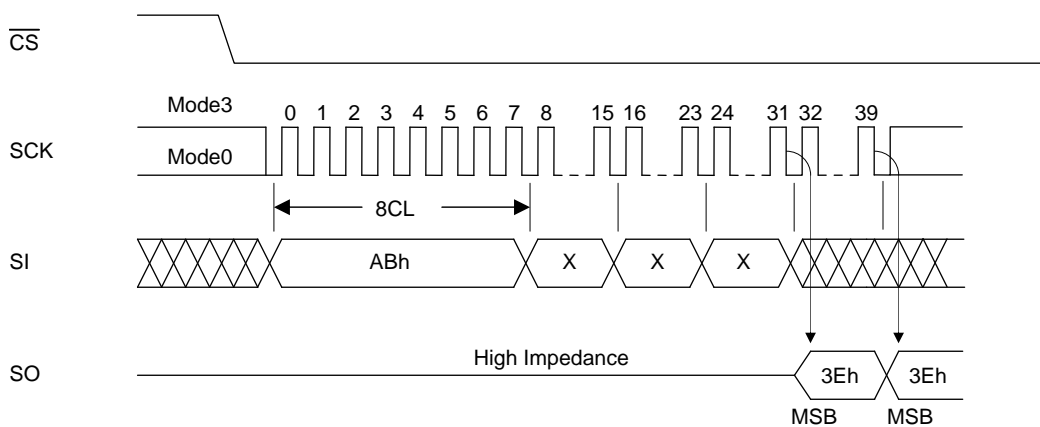 CS
Mode3
0 1 2 3 4 5 6 7 8 15 16 23 24 31 32 39
SCK
Mode0
8CL
SI
ABh X X X
High Impedance
SO
3Eh 3Eh
MSB MSB